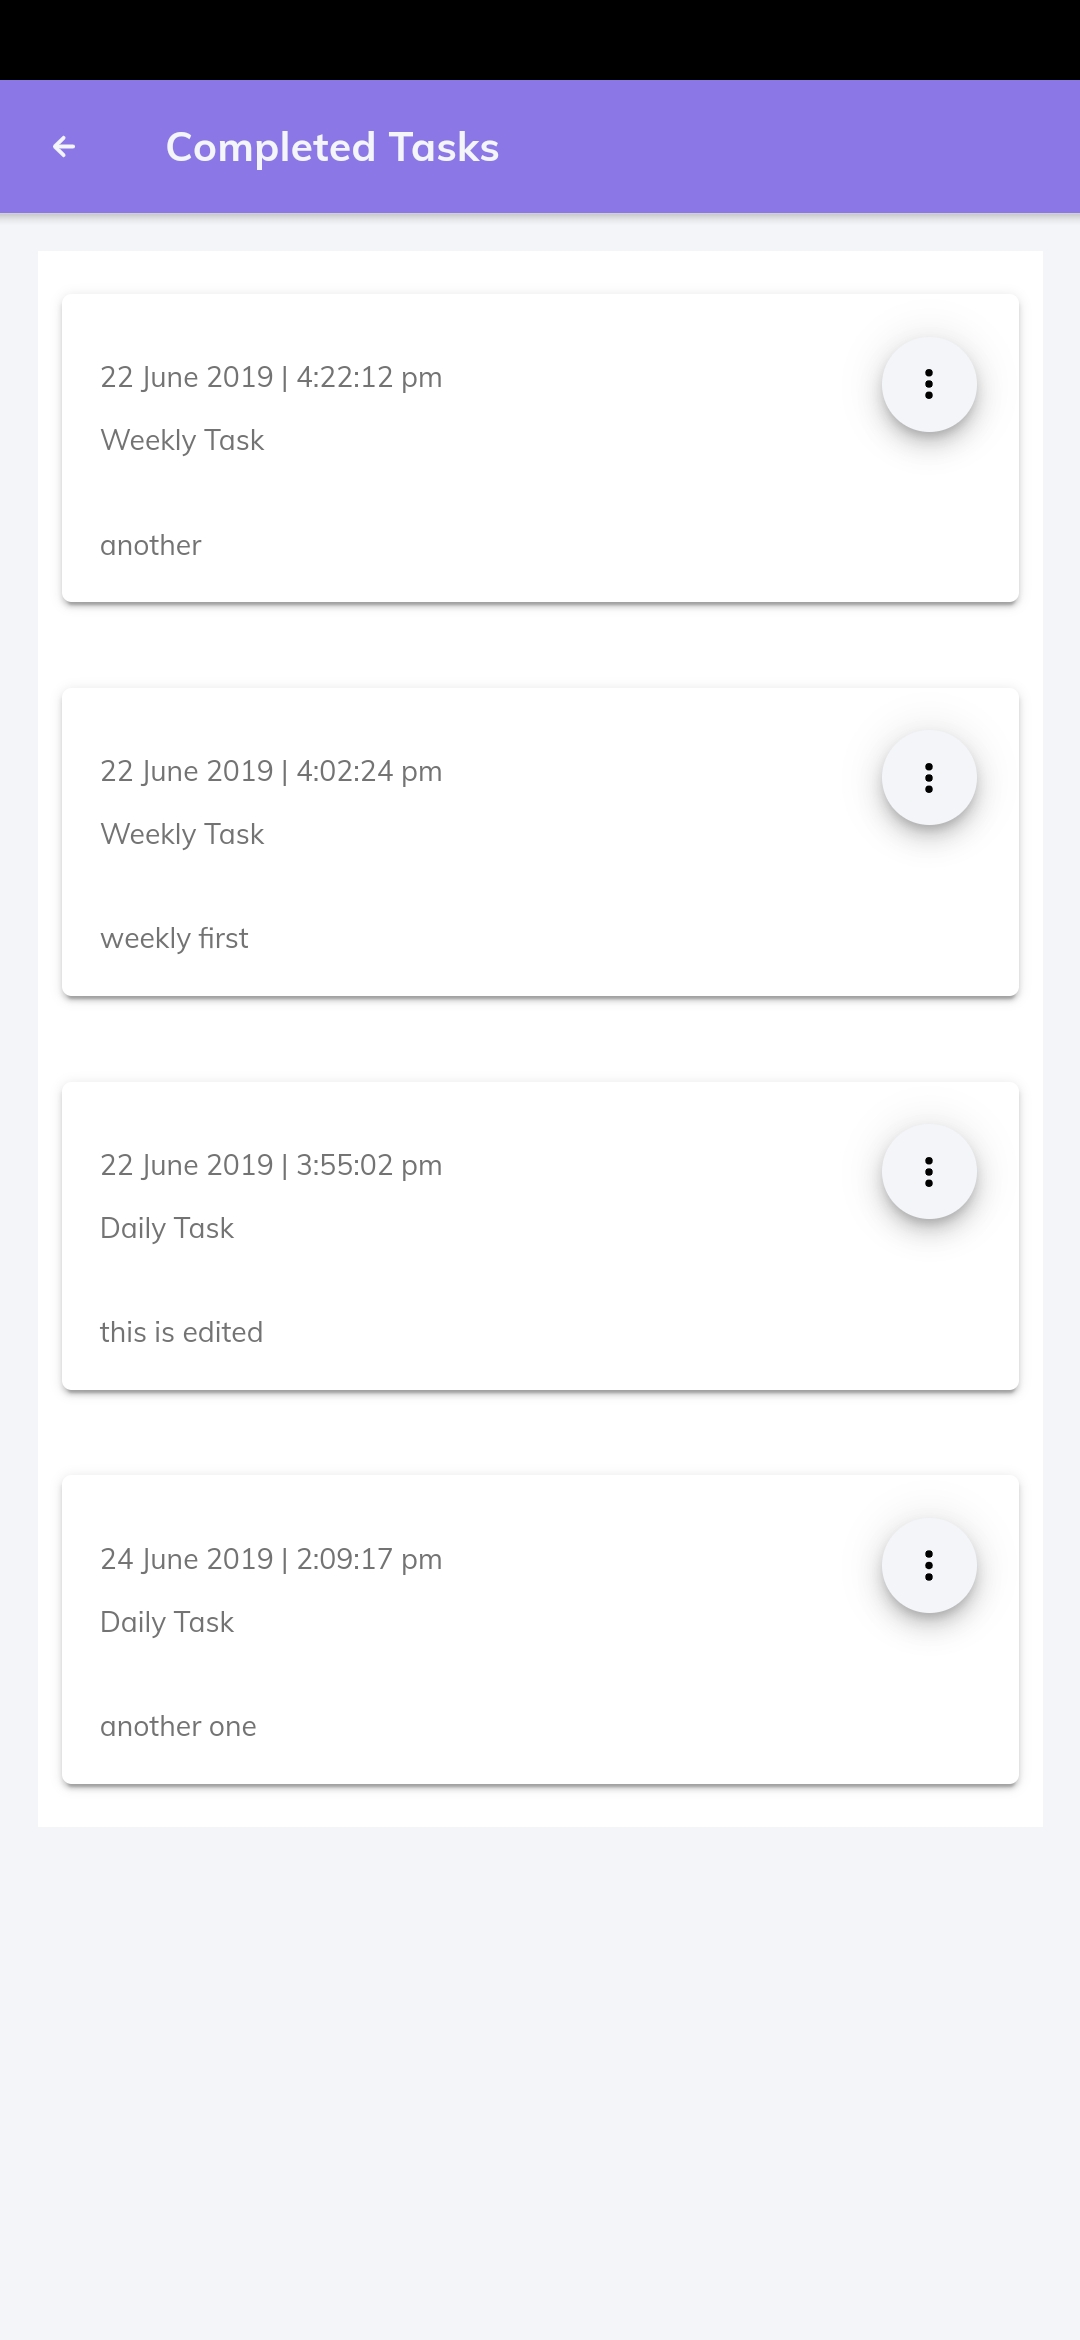 Completed Tasks
22 June 2019 | 4:22:12 pm
Weekly Task
another
22 June 2019 | 4:02:24 pm
Weekly Task
weekly first
22 June 2019 | 3:55:02 pm
Daily Task
this is edited
24 June 2019 | 2:09:17 pm
Daily Task
another one